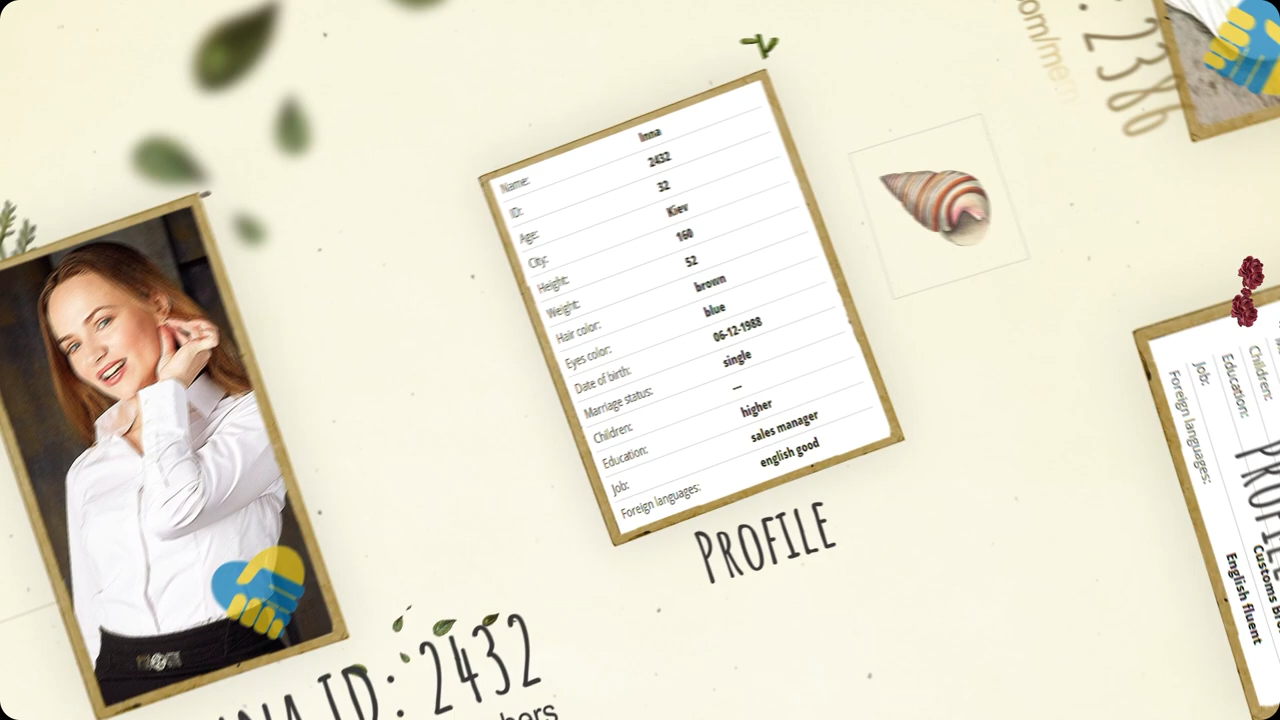 Name: Inna
ID: 2432
Age: 32
City: Kiev
Height: 160
Weight: 52
Hair color: brown
Eyes color: blue
Date of birth: 06-12-1988
Marriage status: single
Children: ---
Education: higher
Job: sales manager
Foreign languages: english good
PROFILE
ID: 2432
: 2386
Children:
Education:
Job:
Customs
Foreign languages:
English fluent
PROFILE